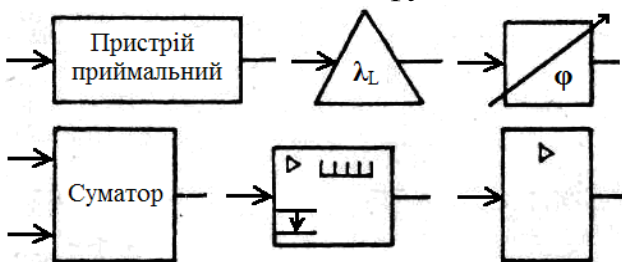 Пристрій
приймальний
λL
φ
Суматор